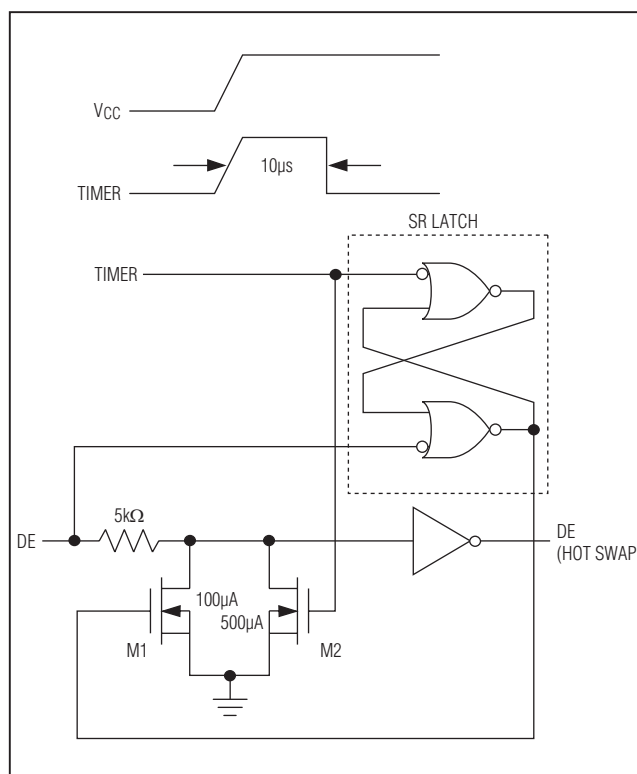 VCC
10µs
TIMER
SR LATCH
TIMER
5kΩ
DE
DE
(HOT SWAP
100µA
500µA
M1
M2